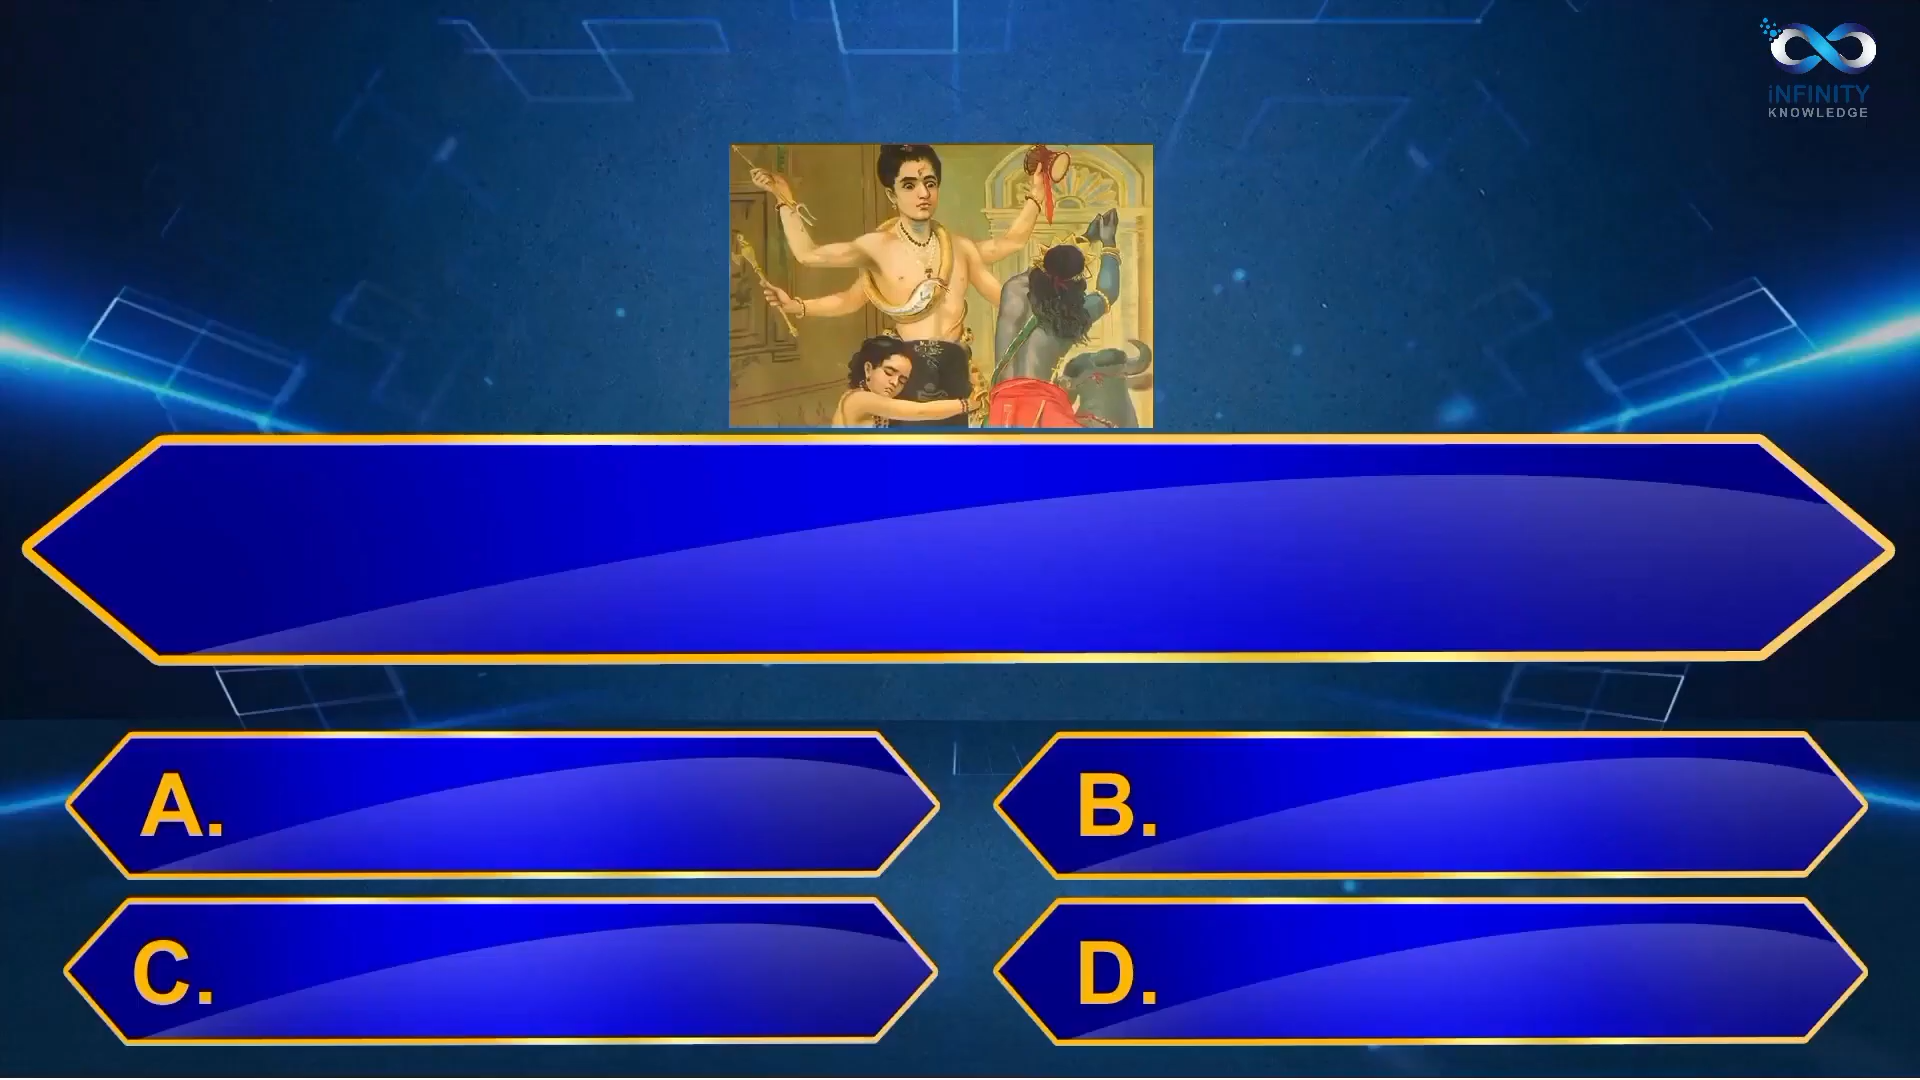 iNFINITY
KNOWLEDGE
A.
B.
C.
D.